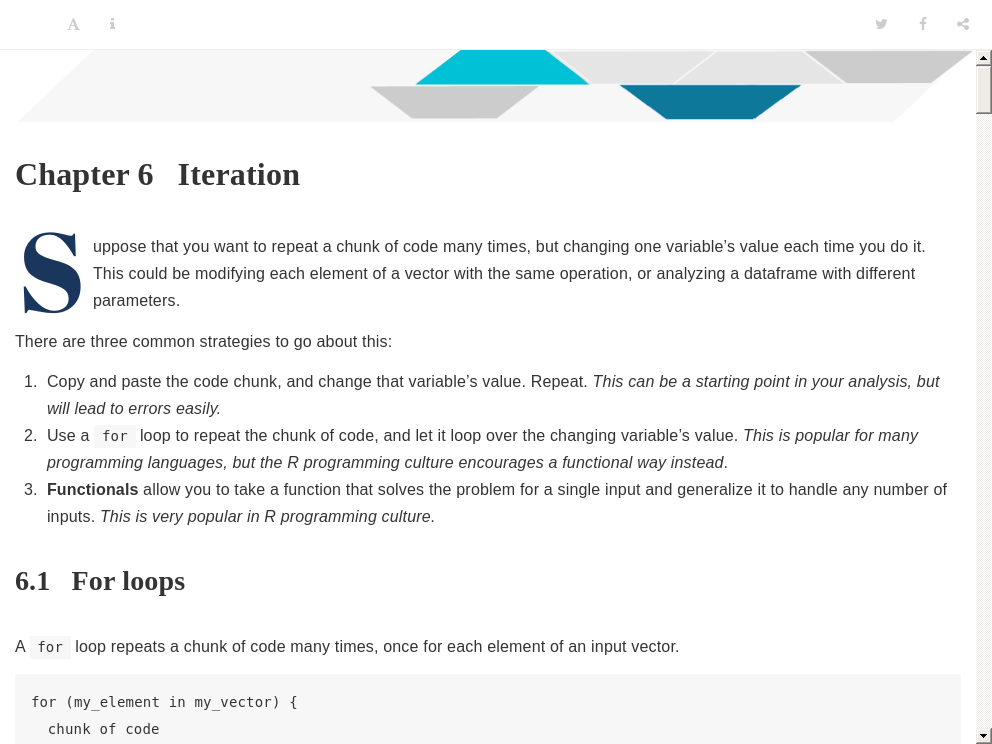 Chapter 6 Iteration
Suppose that you want to repeat a chunk of code many times, but changing one variable’s value each time you do it.
This could be modifying each element of a vector with the same operation, or analyzing a dataframe with different
parameters.
There are three common strategies to go about this:
1. Copy and paste the code chunk, and change that variable’s value. Repeat. This can be a starting point in your analysis, but
will lead to errors easily.
2. Use a for loop to repeat the chunk of code, and let it loop over the changing variable’s value. This is popular for many
programming languages, but the R programming culture encourages a functional way instead.
3. Functionals allow you to take a function that solves the problem for a single input and generalize it to handle any number of
inputs. This is very popular in R programming culture.
6.1 For loops
A for loop repeats a chunk of code many times, once for each element of an input vector.
for (my_element in my_vector) {
  chunk of code